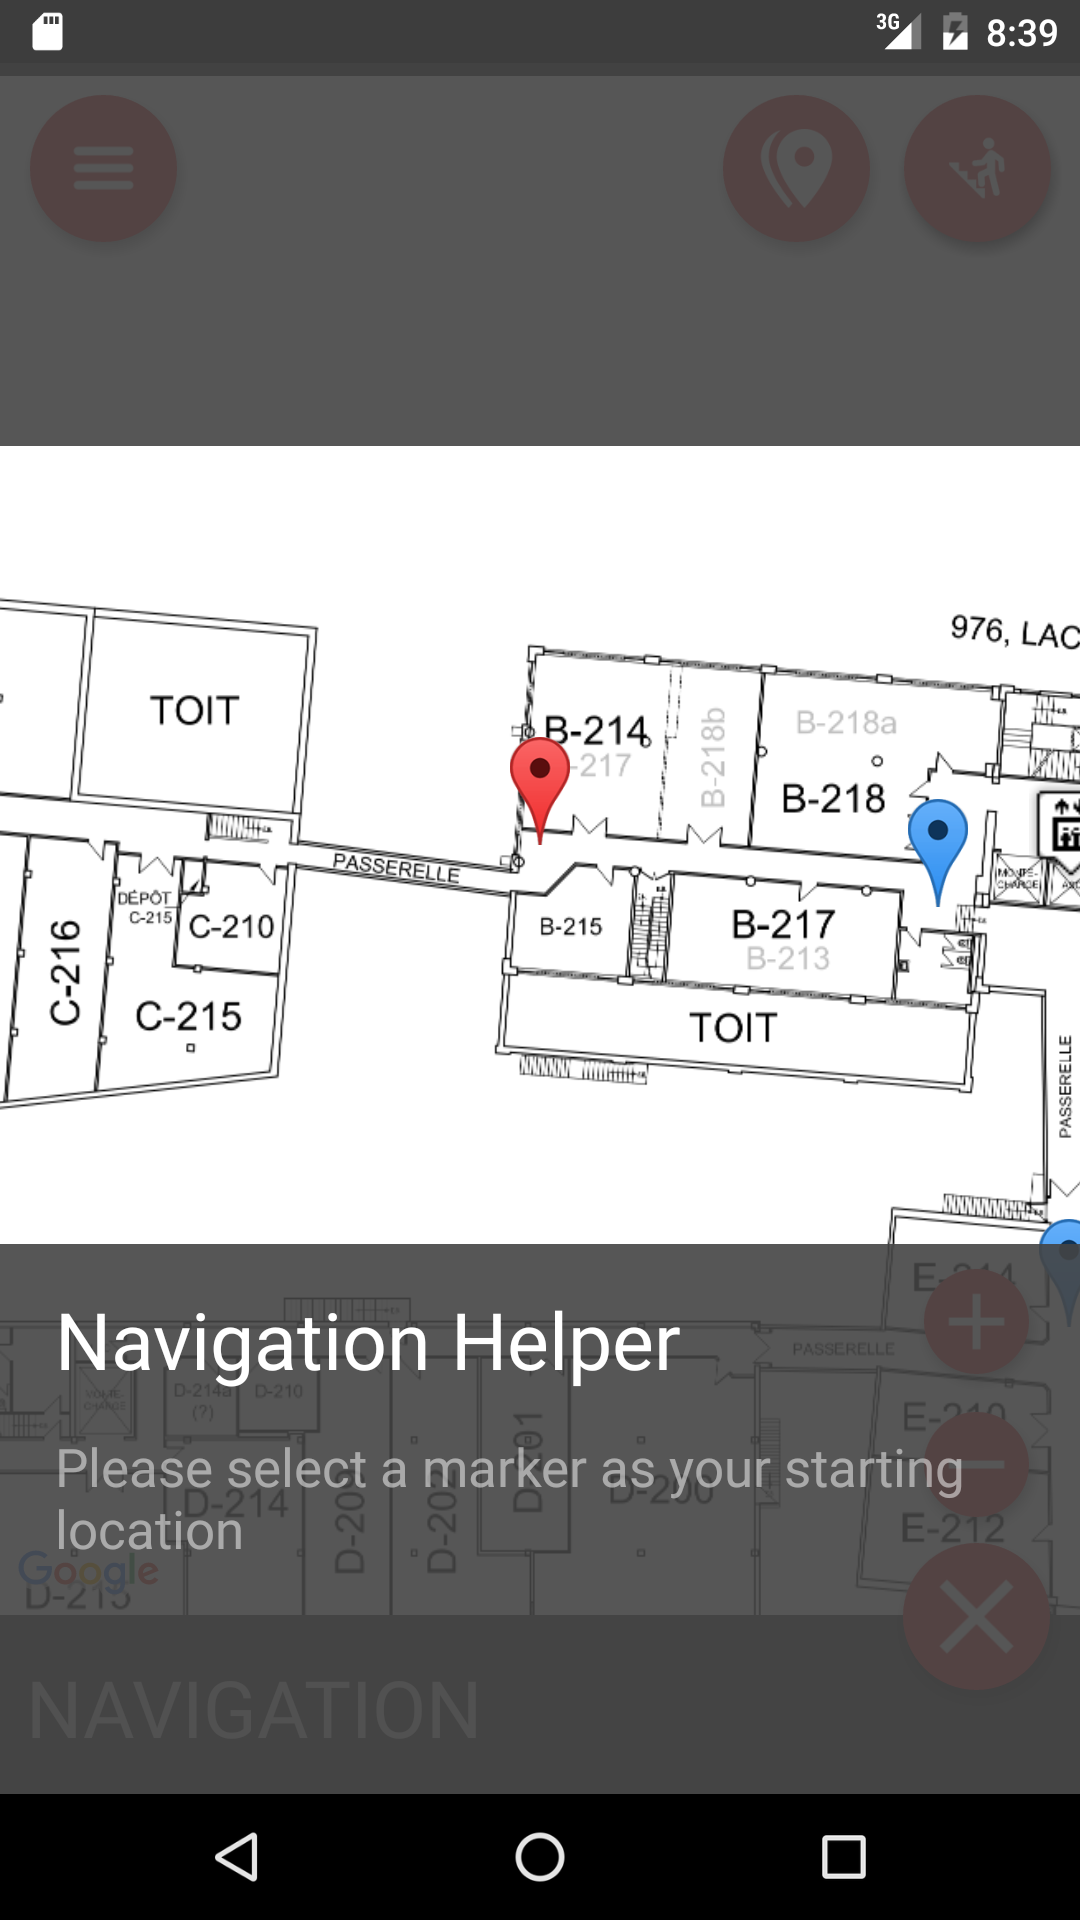 3G 8:39
976, LAC
TOIT
B-214
B-218b
B-218a
-217
B-218
PASSERELLE
MONTE-
CHARGE
DÉPÔT
C-215
C-210
C-216
C-215
B-215
B-217
B-213
TOIT
PASSERELLE
E-214
Navigation Helper
PASSERELLE
MONTE-
CHARGE
D-214a
(?)
D-210
D-201
E-210
Please select a marker as your starting
location
D-214
D-209
D-202
D-200
E-212
Google
D-215
NAVIGATION